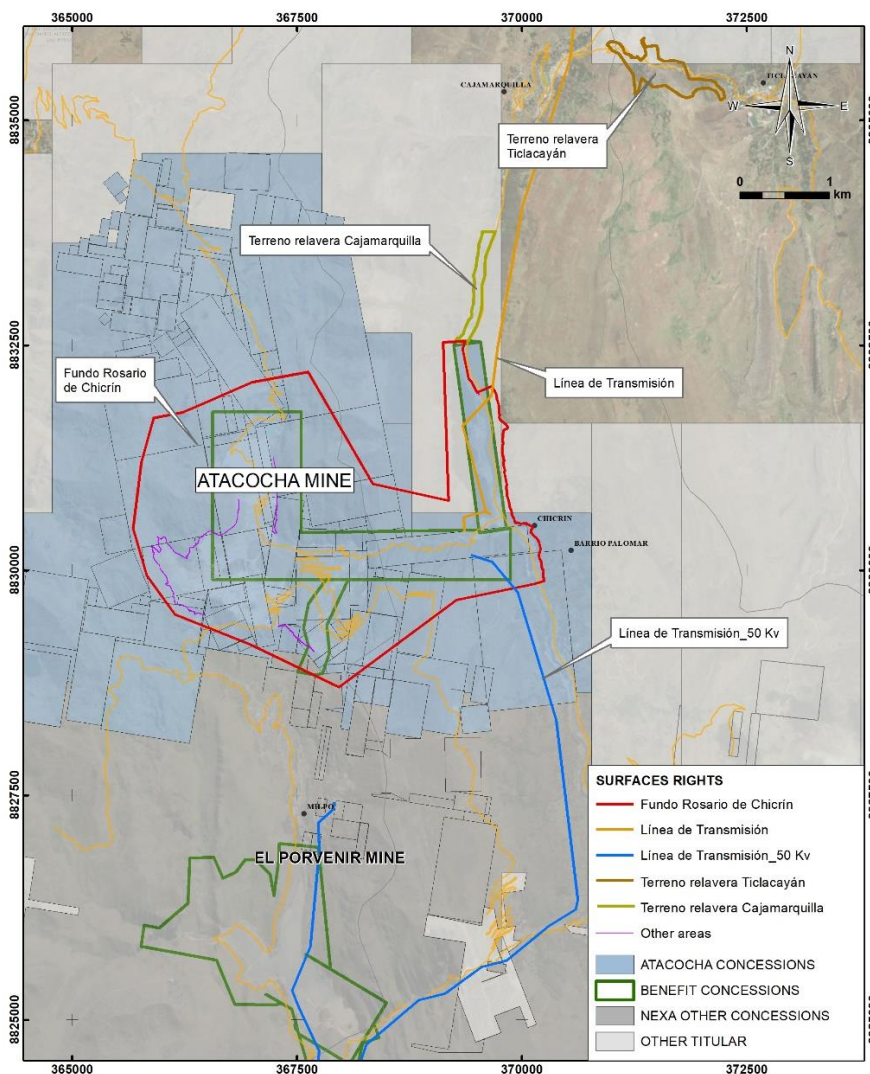 365000
367500
370000
372500
N
W
E
S
0
1
km
8835000
8832500
8830000
8827500
8825000
CAJAMARQUILLA
Terreno relavera
Ticlacayán
Terreno relavera Cajamarquilla
Fundo Rosario
de Chicrín
Línea de Transmisión
ATACOCHA MINE
CHICRIN
BARRIO PALOMAR
Línea de Transmisión_50 Kv
MILPO
EL PORVENIR MINE
SURFACES RIGHTS
Fundo Rosario de Chicrín
Línea de Transmisión
Línea de Transmisión_50 Kv
Terreno relavera Ticlacayán
Terreno relavera Cajamarquilla
Other areas
ATACOCHA CONCESSIONS
BENEFIT CONCESSIONS
NEXA OTHER CONCESSIONS
OTHER TITULAR
365000
367500
370000
372500